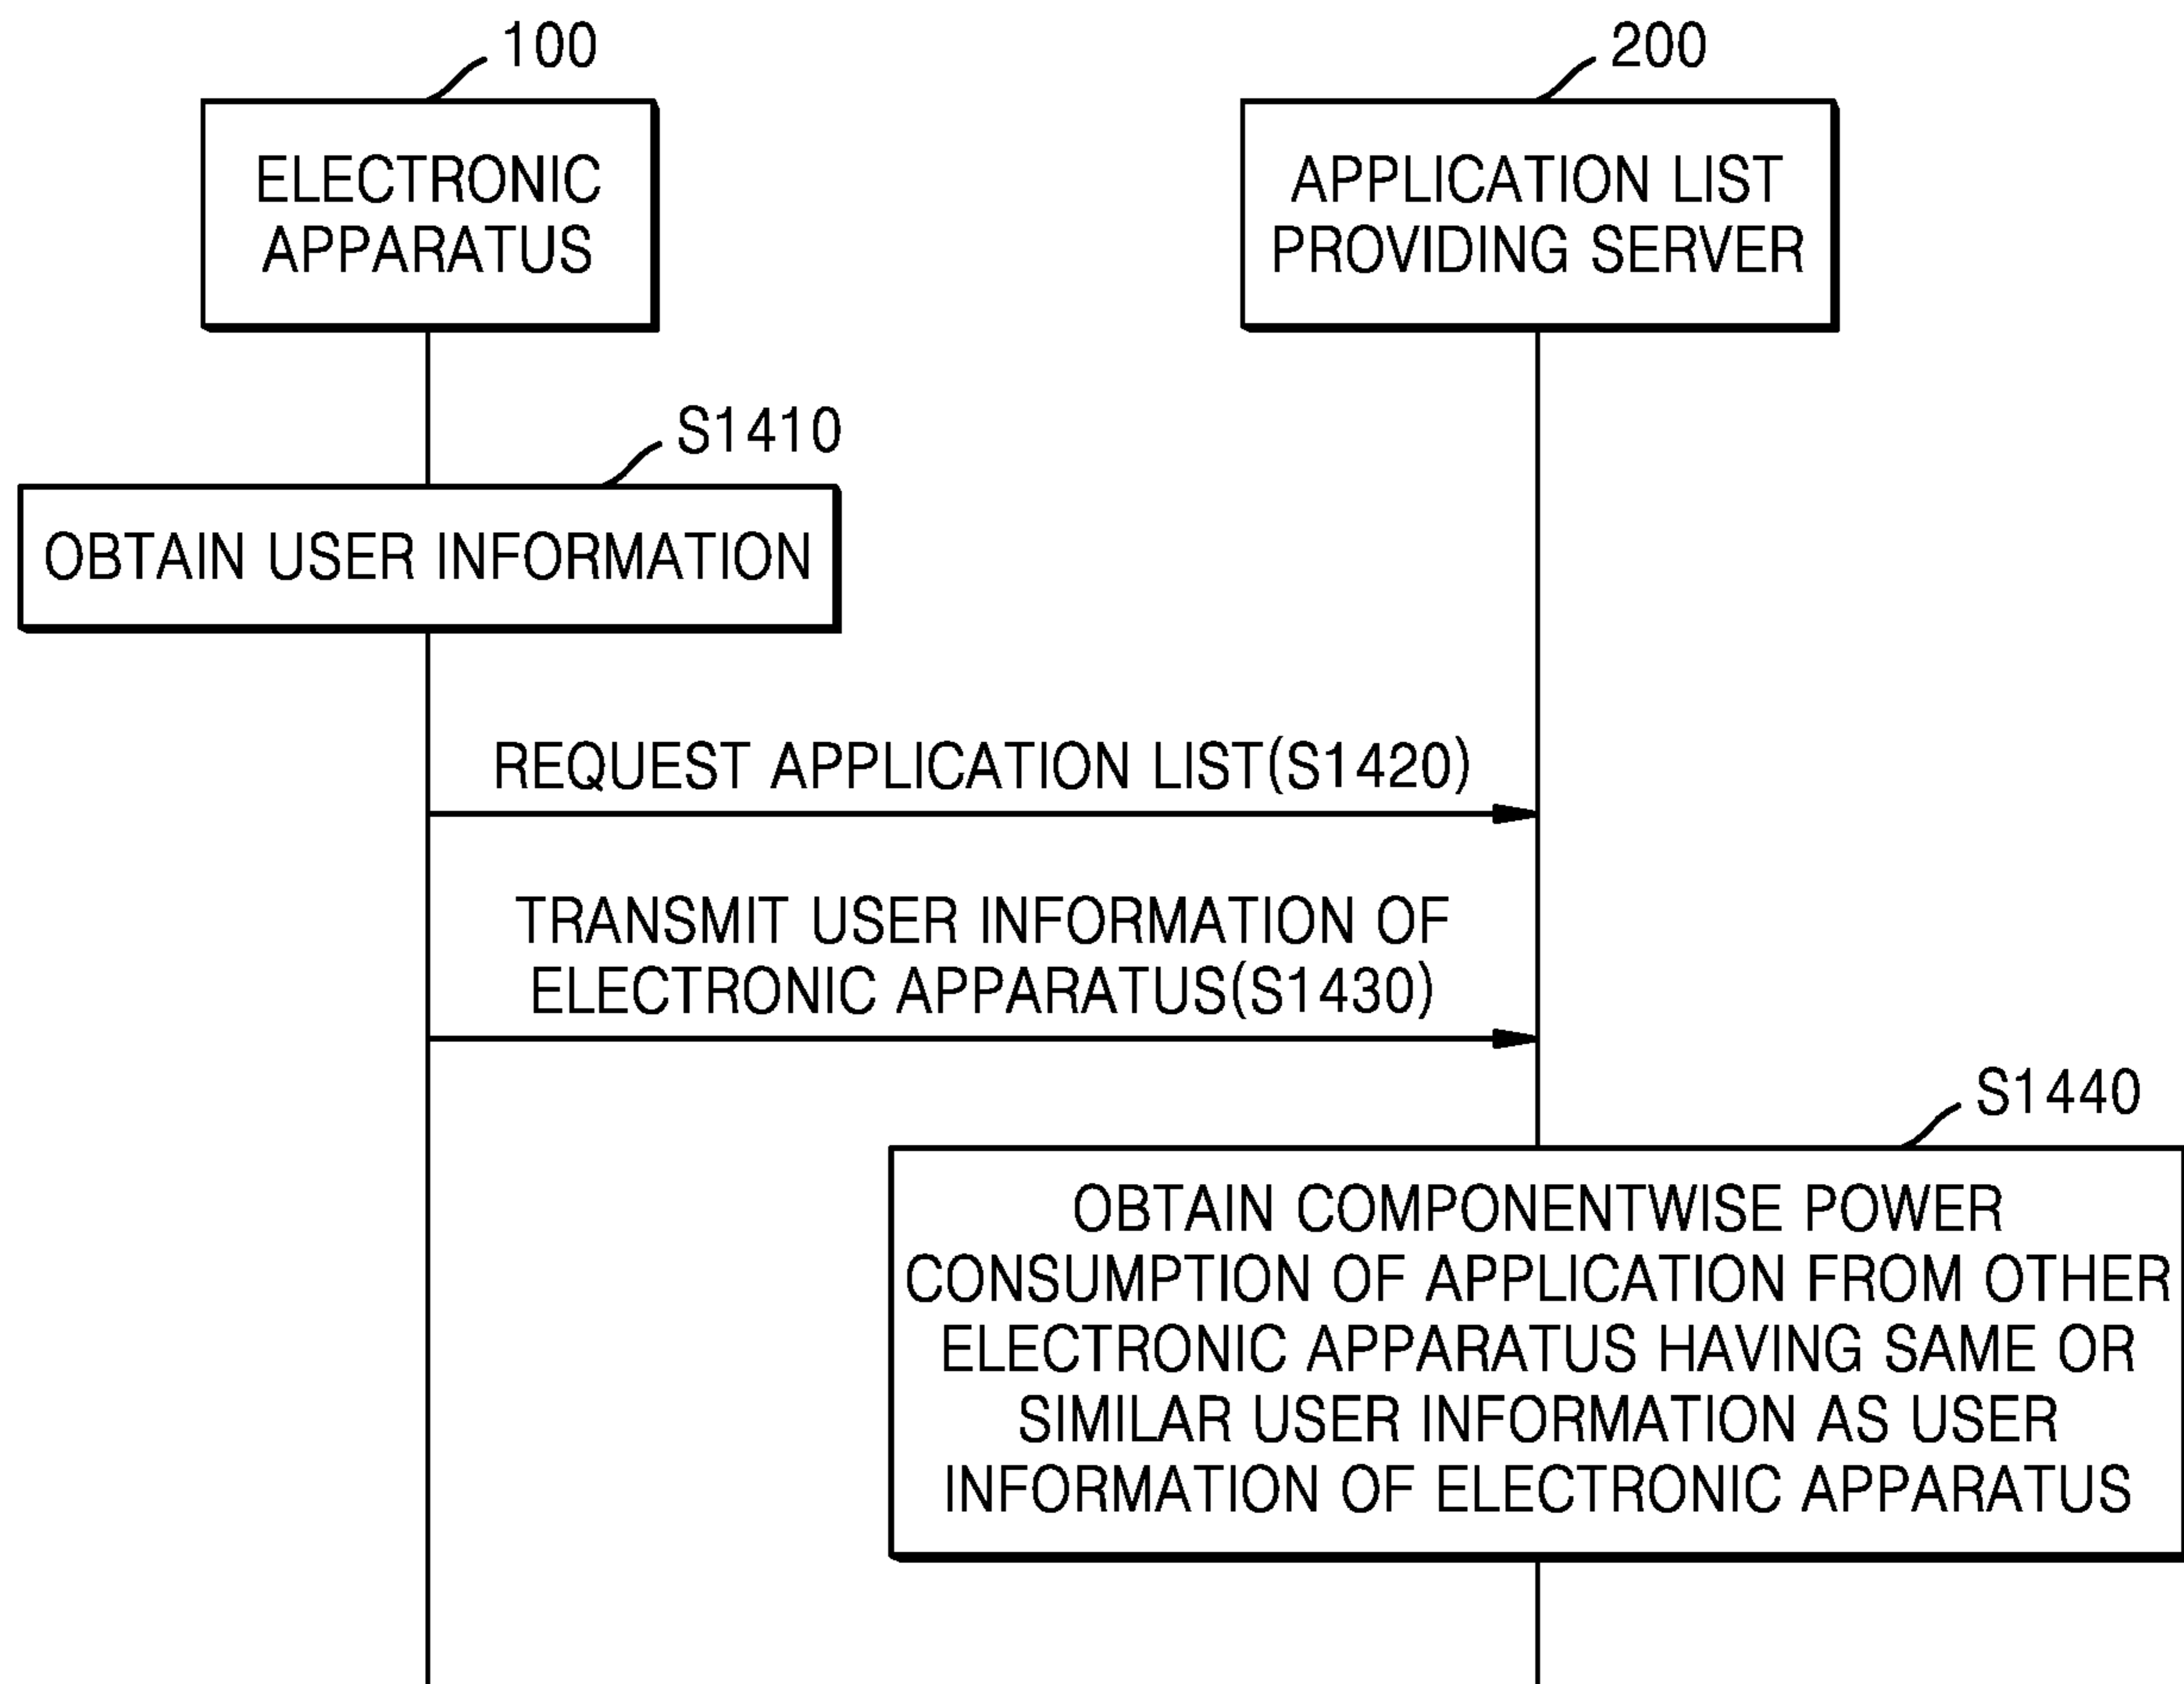 100
200
ELECTRONIC
APPARATUS
APPLICATION LIST
PROVIDING SERVER
S1410
OBTAIN USER INFORMATION
REQUEST APPLICATION LIST(S1420)
TRANSMIT USER INFORMATION OF
ELECTRONIC APPARATUS(S1430)
S1440
OBTAIN COMPONENTWISE POWER
CONSUMPTION OF APPLICATION FROM OTHER
ELECTRONIC APPARATUS HAVING SAME OR
SIMILAR USER INFORMATION AS USER
INFORMATION OF ELECTRONIC APPARATUS